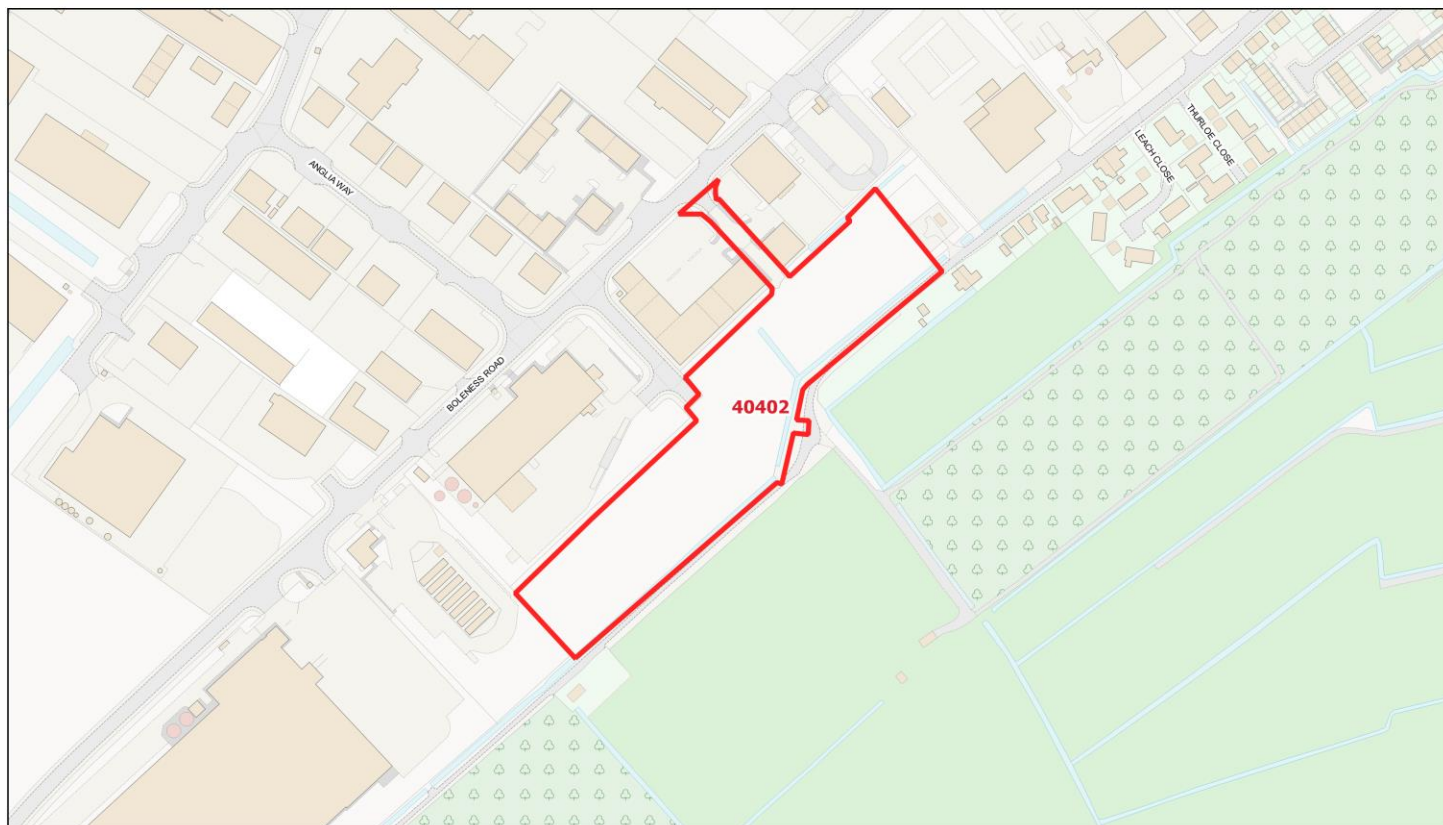 ANGLIA WAY
THURLOE CLOSE
LEACH CLOSE
BOLENESS ROAD
40402